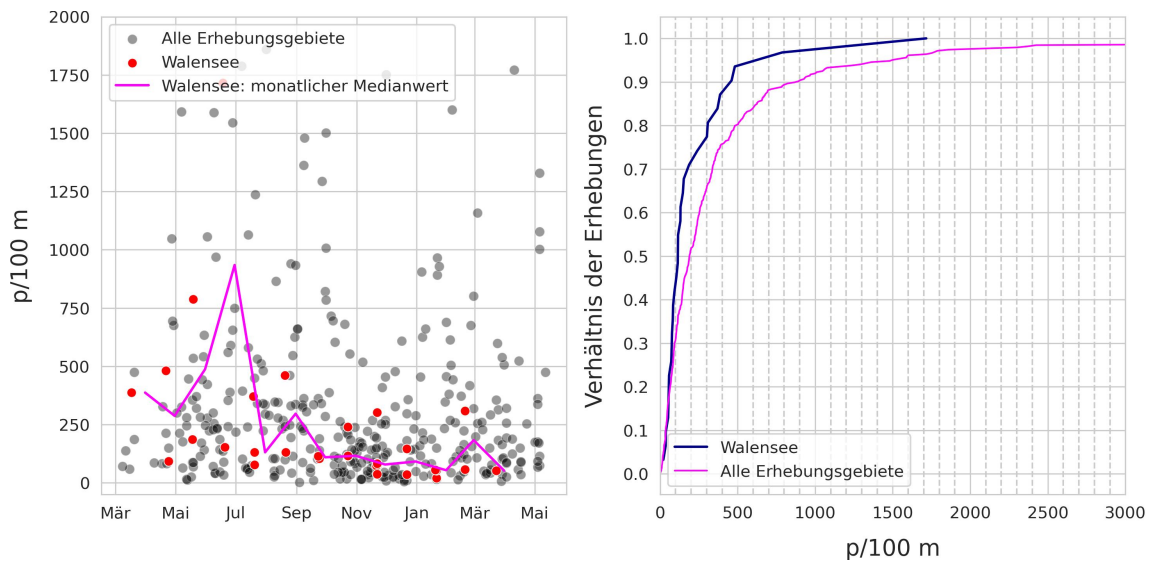 2000
1750
1500
1250
1000
750
500
250
0
p/100 m
Alle Erhebungsgebiete
Walensee
Walensee: monatlicher Medianwert
Mär Mai Jul Sep Nov Jan Mär Mai
1.0
0.9
0.8
0.7
0.6
0.5
0.4
0.3
0.2
0.1
0.0
Verhältnis der Erhebungen
Walensee
Alle Erhebungsgebiete
0 500 1000 1500 2000 2500 3000
p/100 m